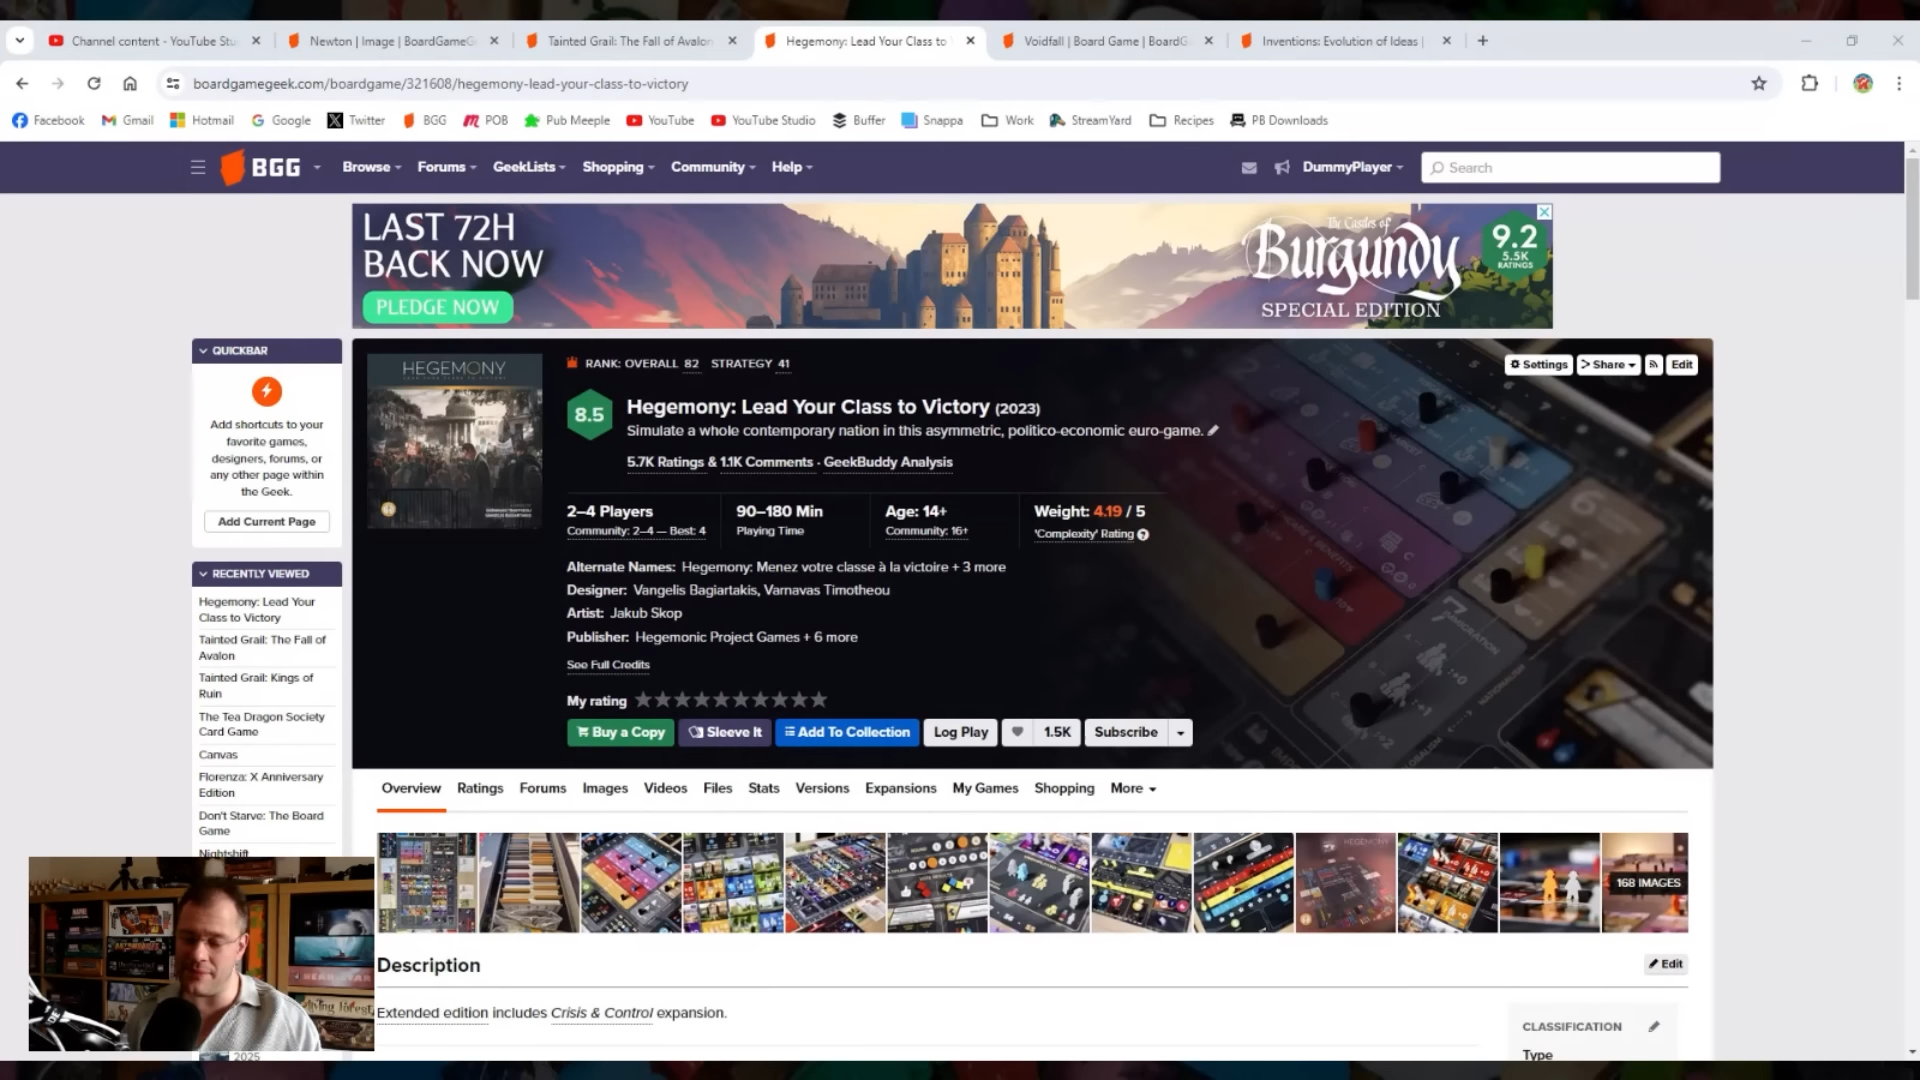 Channel content - YouTube Stu
Newton | Image | BoardGameG
Tainted Grail: The Fall of Avalon
Hegemony: Lead Your Class to
Voidfall | Board Game | BoardG
Inventions: Evolution of Ideas |
boardgamegeek.com/boardgame/321608/hegemony-lead-your-class-to-victory
Facebook
Gmail
Hotmail
Google
Twitter
BGG
POB
Pub Meeple
YouTube
YouTube Studio
Buffer
Snappa
Work
StreamYard
Recipes
PB Downloads
BGG
Browse
Forums
GeekLists
Shopping
Community
Help
DummyPlayer
Search
LAST 72H
BACK NOW
PLEDGE NOW
The Castles of
Burgundy
SPECIAL EDITION
9.2
5.5K
RATINGS
QUICKBAR
Add shortcuts to your
favorite games,
designers, forums, or
any other page within
the Geek.
Add Current Page
RECENTLY VIEWED
Hegemony: Lead Your
Class to Victory
Tainted Grail: The Fall of
Avalon
Tainted Grail: Kings of
Ruin
The Tea Dragon Society
Card Game
Canvas
Florenza: X Anniversary
Edition
Don't Starve: The Board
Game
Nightshift
2025
HEGEMONY
RANK: OVERALL 82 STRATEGY 41
Settings
Share
Edit
8.5
Hegemony: Lead Your Class to Victory (2023)
Simulate a whole contemporary nation in this asymmetric, politico-economic euro-game.
5.7K Ratings & 1.1K Comments · GeekBuddy Analysis
2–4 Players
Community: 2–4 — Best: 4
90–180 Min
Playing Time
Age: 14+
Community: 16+
Weight: 4.19 / 5
'Complexity' Rating
Alternate Names: Hegemony: Menez votre classe à la victoire + 3 more
Designer: Vangelis Bagiartakis, Varnavas Timotheou
Artist: Jakub Skop
Publisher: Hegemonic Project Games + 6 more
See Full Credits
My rating
Buy a Copy
Sleeve It
Add To Collection
Log Play
1.5K
Subscribe
Overview
Ratings
Forums
Images
Videos
Files
Stats
Versions
Expansions
My Games
Shopping
More
168 IMAGES
Description
Edit
Extended edition includes Crisis & Control expansion.
CLASSIFICATION
Type